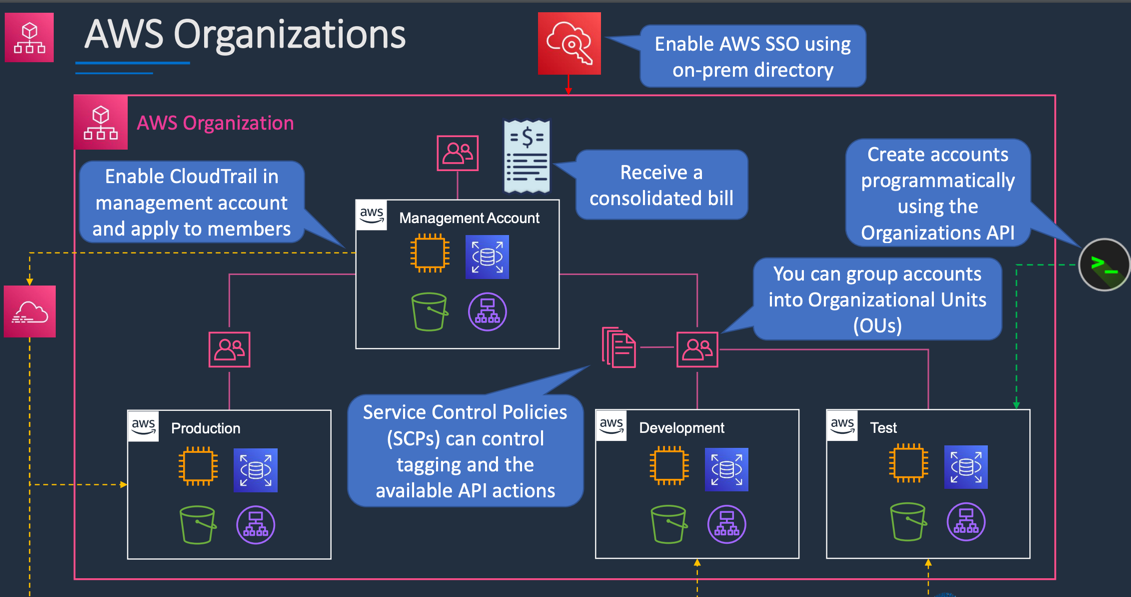 AWS Organizations
Enable AWS SSO using
on-prem directory
AWS Organization
Enable CloudTrail in
management account
and apply to members
$
Receive a
consolidated bill
Create accounts
programmatically
using the
Organizations API
aws
Management Account
>_
You can group accounts
into Organizational Units
(OUs)
Service Control Policies
(SCPs) can control
tagging and the
available API actions
aws
Production
aws
Development
aws
Test